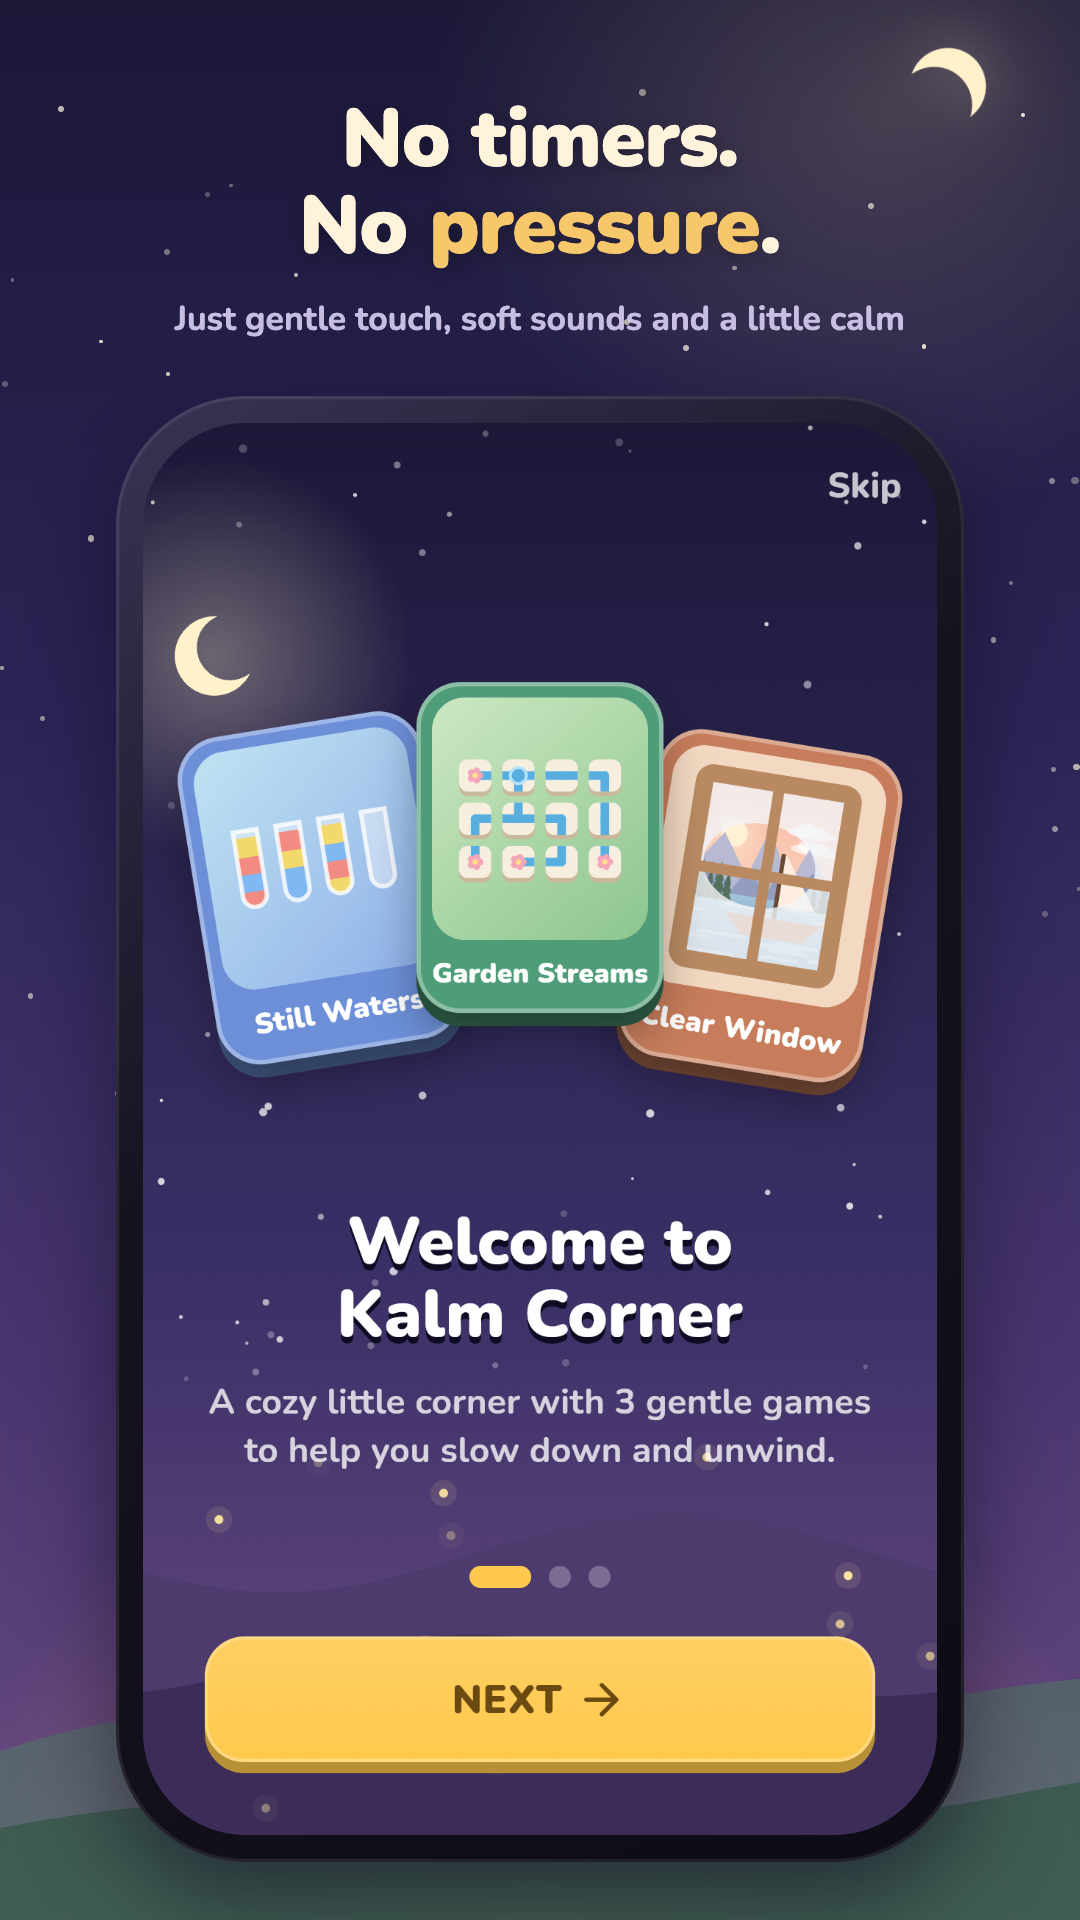 No timers.
No pressure.
Just gentle touch, soft sounds and a little calm
Skip
Still Waters
Garden Streams
Clear Window
Welcome to
Kalm Corner
A cozy little corner with 3 gentle games
to help you slow down and unwind.
NEXT